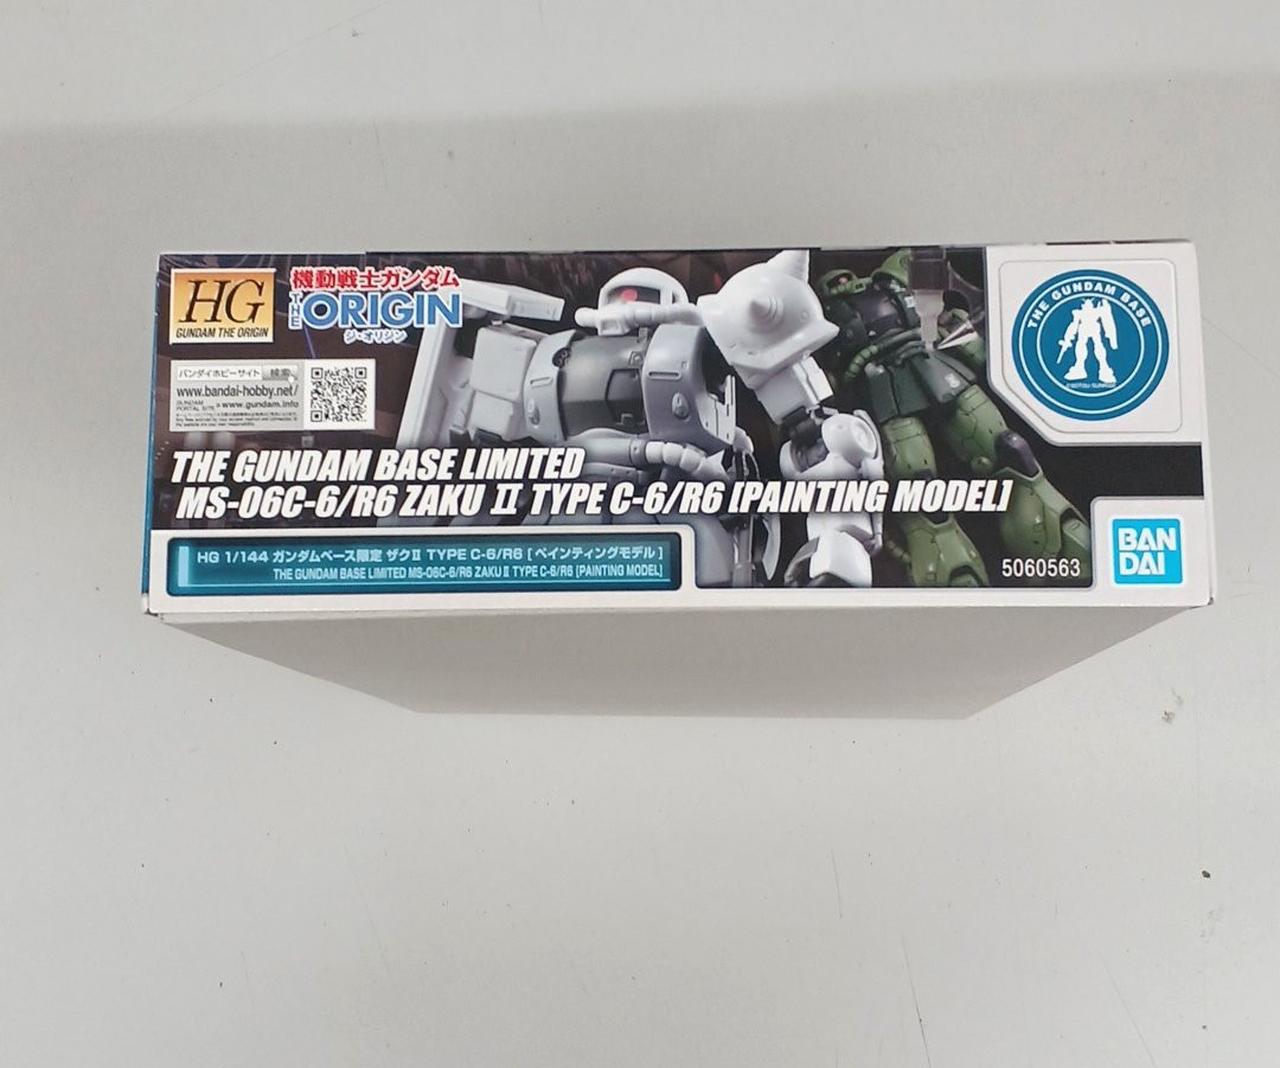 HG
GUNDAM THE ORIGIN
機動戦士ガンダム
THE ORIGIN
ジ・オリジン
バンダイホビーサイト 検索
www.bandai-hobby.net/
GUNDAM
PORTAL SITE ▸ www.gundam.info
THE GUNDAM BASE
THE GUNDAM BASE LIMITED
MS-06C-6/R6 ZAKU Ⅱ TYPE C-6/R6 [PAINTING MODEL]
HG 1/144 ガンダムベース限定 ザクⅡ TYPE C-6/R6 [ ペインティングモデル ]
THE GUNDAM BASE LIMITED MS-06C-6/R6 ZAKU Ⅱ TYPE C-6/R6 [PAINTING MODEL]
5060563
BAN
DAI